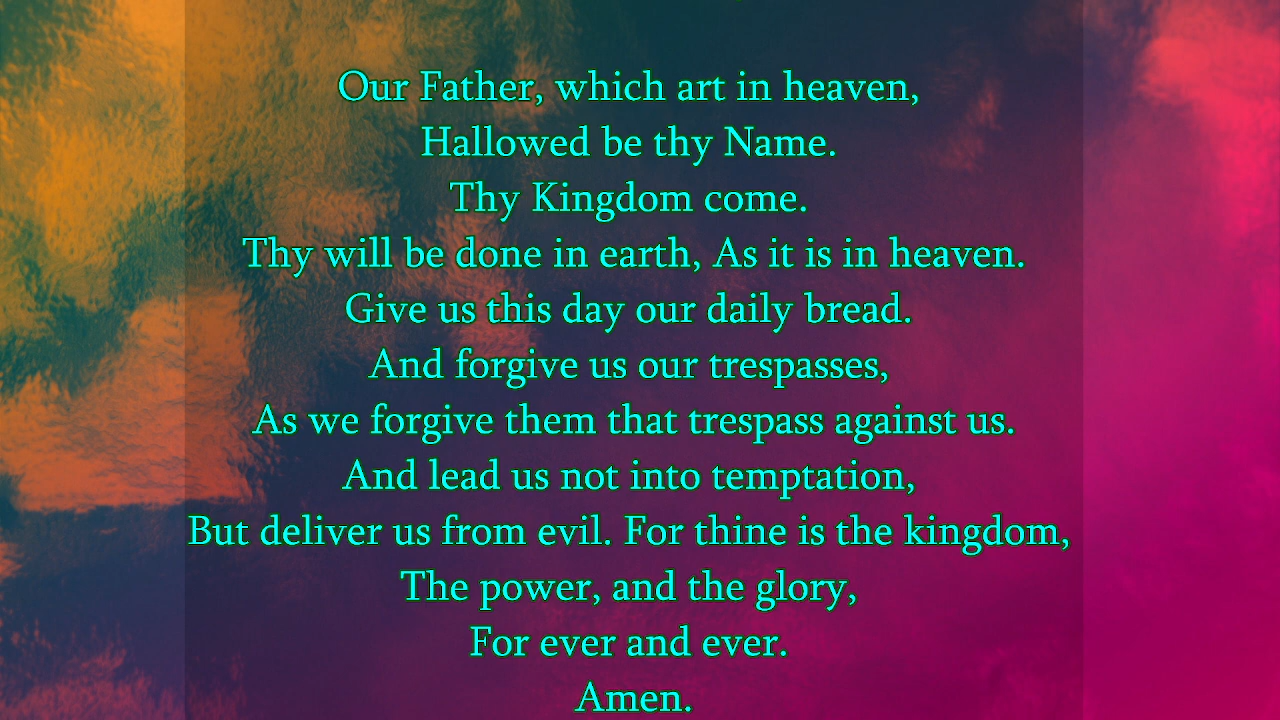 Our Father, which art in heaven,
Hallowed be thy Name.
Thy Kingdom come.
Thy will be done in earth, As it is in heaven.
Give us this day our daily bread.
And forgive us our trespasses,
As we forgive them that trespass against us.
And lead us not into temptation,
But deliver us from evil. For thine is the kingdom,
The power, and the glory,
For ever and ever.
Amen.